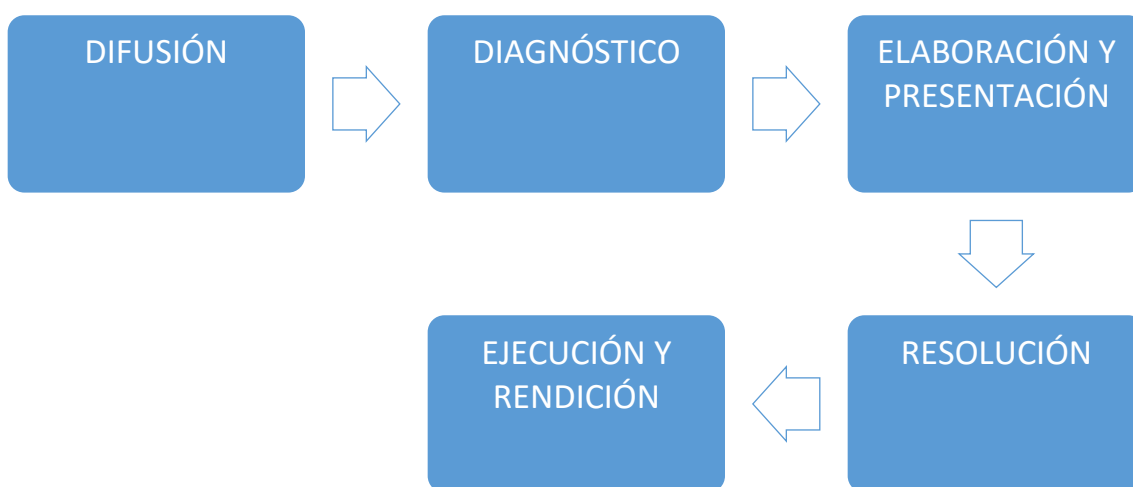 DIFUSIÓN
DIAGNÓSTICO
ELABORACIÓN Y
PRESENTACIÓN
RESOLUCIÓN
EJECUCIÓN Y
RENDICIÓN